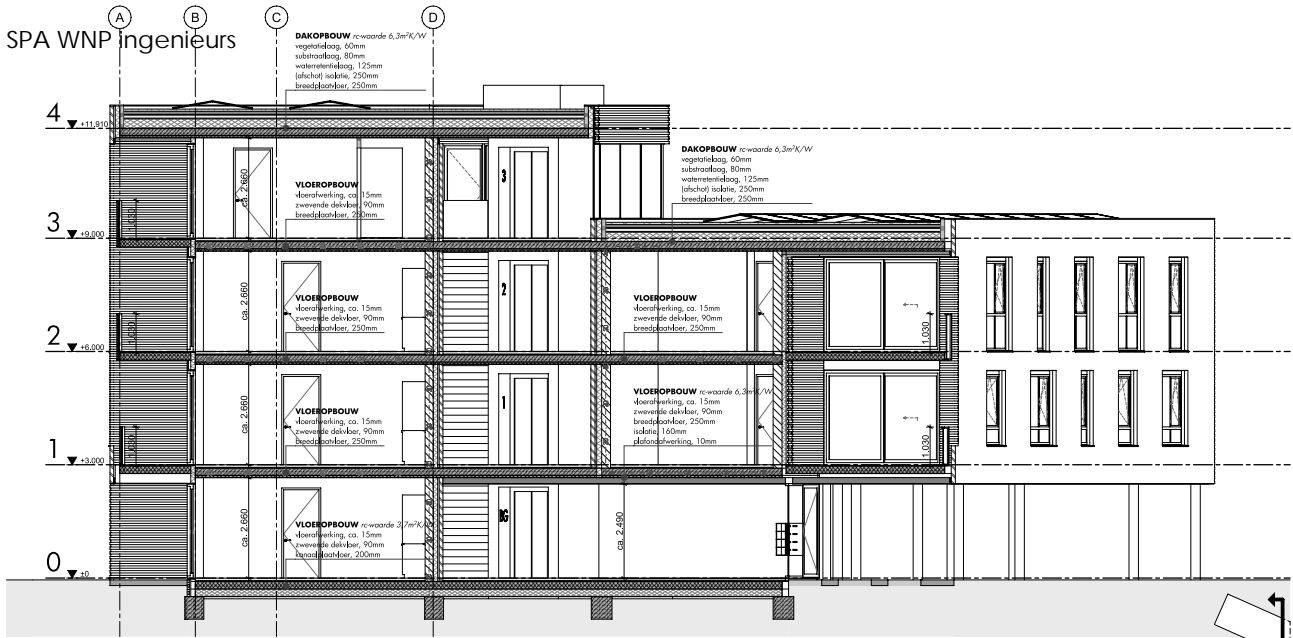 A B C D
SPA WNP ingenieurs
DAKOPBOUW rc-waarde 6,3m²K/W
vegetatielaag, 60mm
substraatlaag, 80mm
waterretentielaag, 125mm
(afschot) isolatie, 250mm
breedplaatvloer, 250mm
4 +11.910
DAKOPBOUW rc-waarde 6,3m²K/W
vegetatielaag, 60mm
substraatlaag, 80mm
waterretentielaag, 125mm
(afschot) isolatie, 250mm
breedplaatvloer, 250mm
ca. 2.660
VLOEROPBOUW
vloerafwerking, ca. 15mm
zwevende dekvloer, 90mm
breedplaatvloer, 250mm
3
1.030
3 +9.000
ca. 2.660
VLOEROPBOUW
vloerafwerking, ca. 15mm
zwevende dekvloer, 90mm
breedplaatvloer, 250mm
2
VLOEROPBOUW
vloerafwerking, ca. 15mm
zwevende dekvloer, 90mm
breedplaatvloer, 250mm
1.030
1.030
2 +6.000
ca. 2.660
VLOEROPBOUW
vloerafwerking, ca. 15mm
zwevende dekvloer, 90mm
breedplaatvloer, 250mm
1
VLOEROPBOUW rc-waarde 6,3m²K/W
vloerafwerking, ca. 15mm
zwevende dekvloer, 90mm
breedplaatvloer, 250mm
isolatie, 160mm
plafondafwerking, 10mm
1.030
1.030
1 +3.000
ca. 2.660
VLOEROPBOUW rc-waarde 3,7m²K/W
vloerafwerking, ca. 15mm
zwevende dekvloer, 90mm
kanaalplaatvloer, 200mm
BG
ca. 2.490
0 ±0